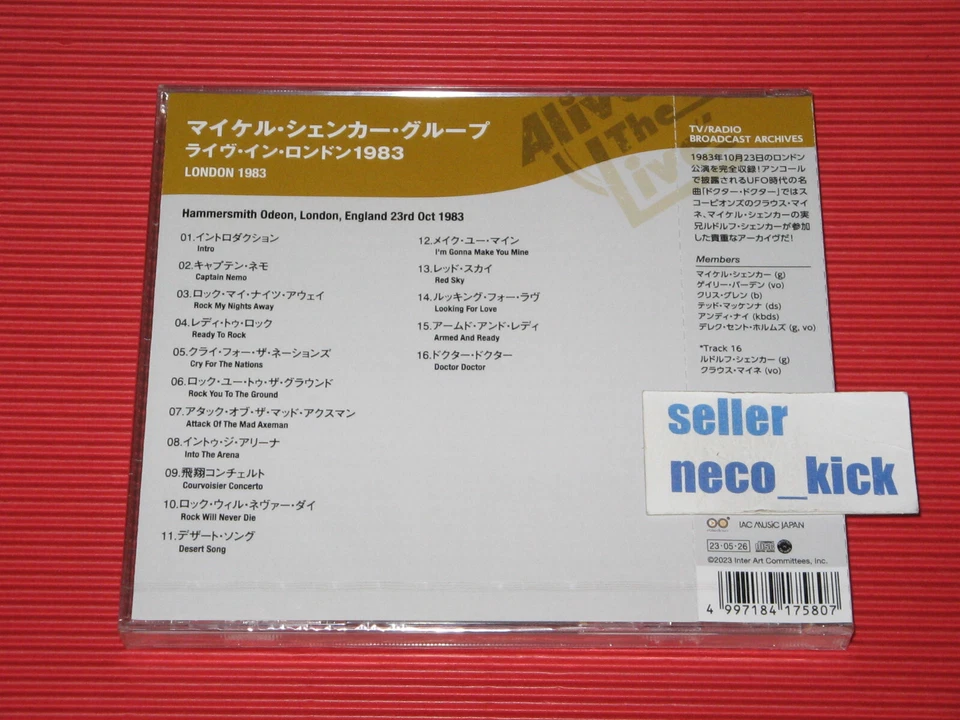 マイケル・シェンカー・グループ
ライヴ・イン・ロンドン1983
LONDON 1983
Alive
The
Live
Hammersmith Odeon, London, England 23rd Oct 1983
01.イントロダクション
Intro
02.キャプテン・ネモ
Captain Nemo
03.ロック・マイ・ナイツ・アウェイ
Rock My Nights Away
04.レディ・トゥ・ロック
Ready To Rock
05.クライ・フォー・ザ・ネーションズ
Cry For The Nations
06.ロック・ユー・トゥ・ザ・グラウンド
Rock You To The Ground
07.アタック・オブ・ザ・マッド・アクスマン
Attack Of The Mad Axeman
08.イントゥ・ジ・アリーナ
Into The Arena
09.飛翔コンチェルト
Courvoisier Concerto
10.ロック・ウィル・ネヴァー・ダイ
Rock Will Never Die
11.デザート・ソング
Desert Song
12.メイク・ユー・マイン
I'm Gonna Make You Mine
13.レッド・スカイ
Red Sky
14.ルッキング・フォー・ラヴ
Looking For Love
15.アームド・アンド・レディ
Armed And Ready
16.ドクター・ドクター
Doctor Doctor
TV/RADIO
BROADCAST ARCHIVES
1983年10月23日のロンドン
公演を完全収録!アンコール
で披露されるUFO時代の名
曲「ドクター・ドクター」ではス
コーピオンズのクラウス・マイ
ネ、マイケル・シェンカーの実
兄ルドルフ・シェンカーが参加
した貴重なアーカイヴだ!
Members
マイケル・シェンカー (g)
ゲイリー・バーデン (vo)
クリス・グレン (b)
テッド・マッケンナ (ds)
アンディ・ナイ (kbds)
デレク・セント・ホルムズ (g, vo)
*Track 16
ルドルフ・シェンカー (g)
クラウス・マイネ (vo)
seller
neco_kick
IAC MUSIC JAPAN
23・05・26
©2023 Inter Art Committees, Inc.
4 997184 175807